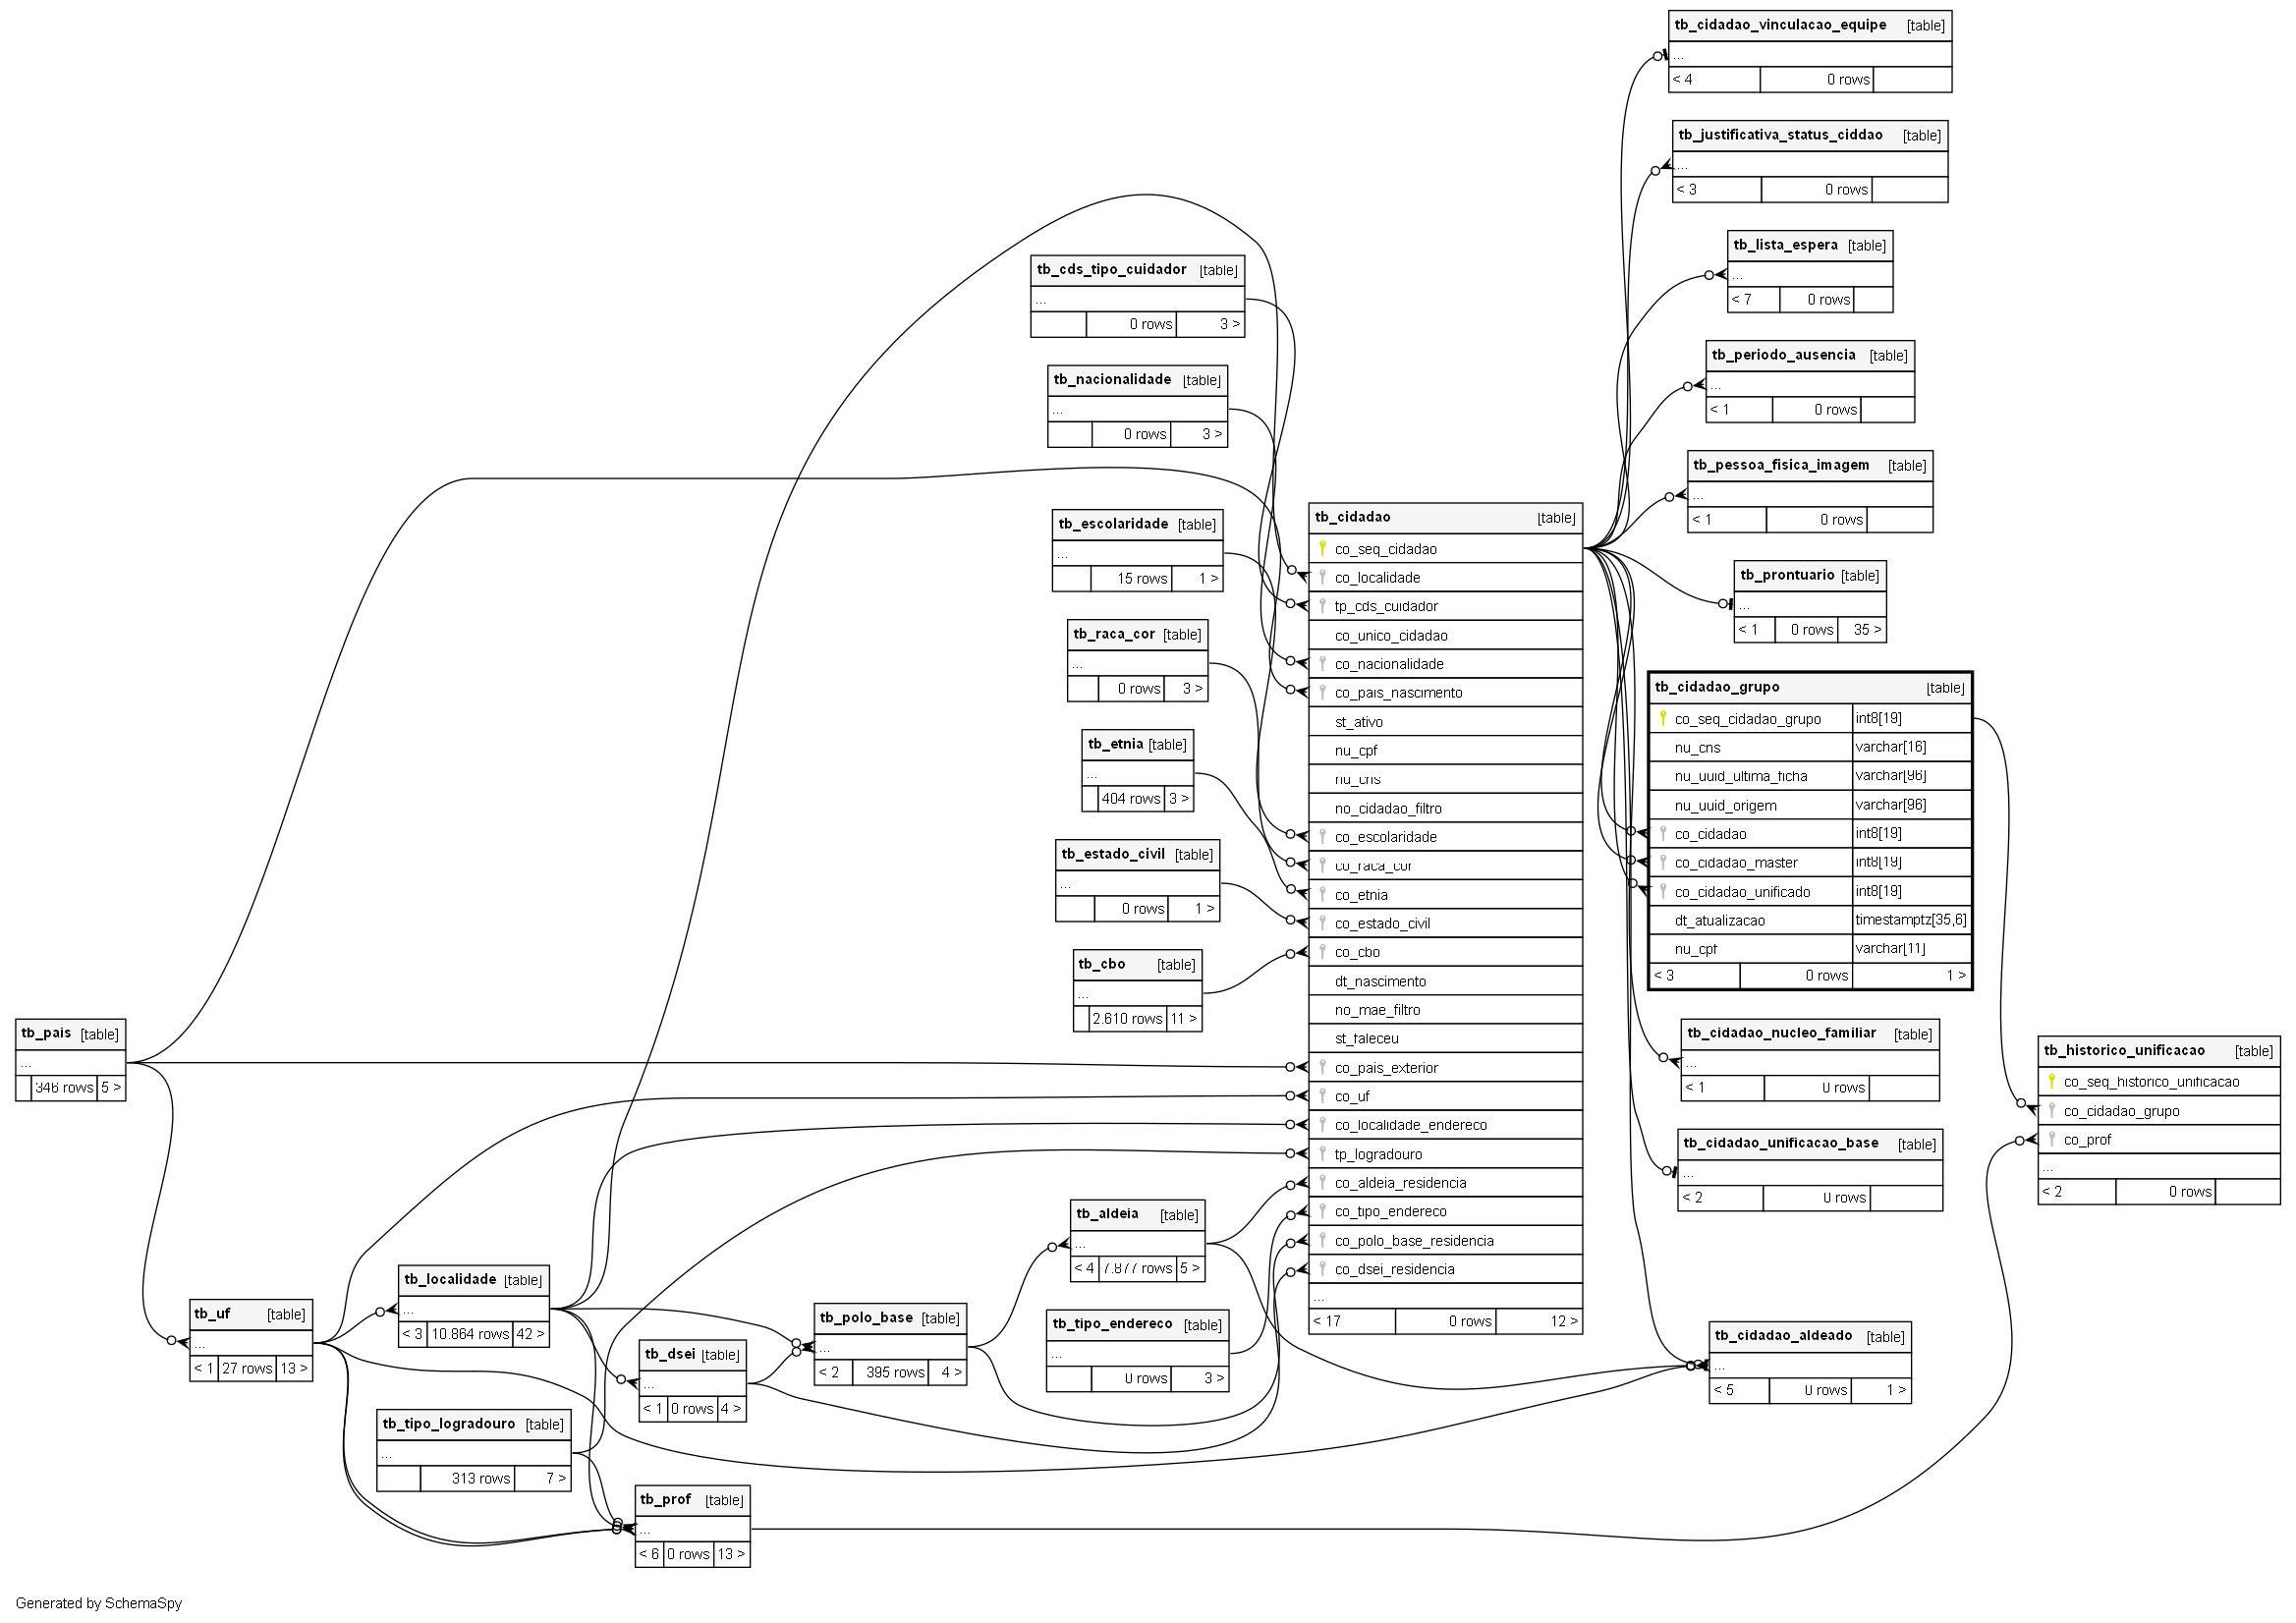 tb_cidadao_vinculacao_equipe [table]
...
< 4 0 rows
tb_justificativa_status_ciddao [table]
...
< 3 0 rows
tb_lista_espera [table]
...
< 7 0 rows
tb_periodo_ausencia [table]
...
< 1 0 rows
tb_pessoa_fisica_imagem [table]
...
< 1 0 rows
tb_prontuario [table]
...
< 1 0 rows 35 >
tb_cds_tipo_cuidador [table]
...
0 rows 3 >
tb_nacionalidade [table]
...
0 rows 3 >
tb_escolaridade [table]
...
15 rows 1 >
tb_raca_cor [table]
...
0 rows 3 >
tb_etnia [table]
...
404 rows 3 >
tb_estado_civil [table]
...
0 rows 1 >
tb_cbo [table]
...
2.610 rows 11 >
tb_cidadao [table]
co_seq_cidadao
co_localidade
tp_cds_cuidador
co_unico_cidadao
co_nacionalidade
co_pais_nascimento
st_ativo
nu_cpf
nu_cns
no_cidadao_filtro
co_escolaridade
co_raca_cor
co_etnia
co_estado_civil
co_cbo
dt_nascimento
no_mae_filtro
st_faleceu
co_pais_exterior
co_uf
co_localidade_endereco
tp_logradouro
co_aldeia_residencia
co_tipo_endereco
co_polo_base_residencia
co_dsei_residencia
...
< 17 0 rows 12 >
tb_cidadao_grupo [table]
co_seq_cidadao_grupo int8[19]
nu_cns varchar[16]
nu_uuid_ultima_ficha varchar[96]
nu_uuid_origem varchar[96]
co_cidadao int8[19]
co_cidadao_master int8[19]
co_cidadao_unificado int8[19]
dt_atualizacao timestamptz[35,6]
nu_cpf varchar[11]
< 3 0 rows 1 >
tb_cidadao_nucleo_familiar [table]
...
< 1 0 rows
tb_cidadao_unificacao_base [table]
...
< 2 0 rows
tb_historico_unificacao [table]
co_seq_historico_unificacao
co_cidadao_grupo
co_prof
...
< 2 0 rows
tb_cidadao_aldeado [table]
...
< 5 0 rows 1 >
tb_pais [table]
...
346 rows 5 >
tb_uf [table]
...
< 1 27 rows 13 >
tb_localidade [table]
...
< 3 10.864 rows 42 >
tb_tipo_logradouro [table]
...
313 rows 7 >
tb_dsei [table]
...
< 1 0 rows 4 >
tb_prof [table]
...
< 6 0 rows 13 >
tb_polo_base [table]
...
< 2 395 rows 4 >
tb_aldeia [table]
...
< 4 7.877 rows 5 >
tb_tipo_endereco [table]
...
0 rows 3 >
Generated by SchemaSpy